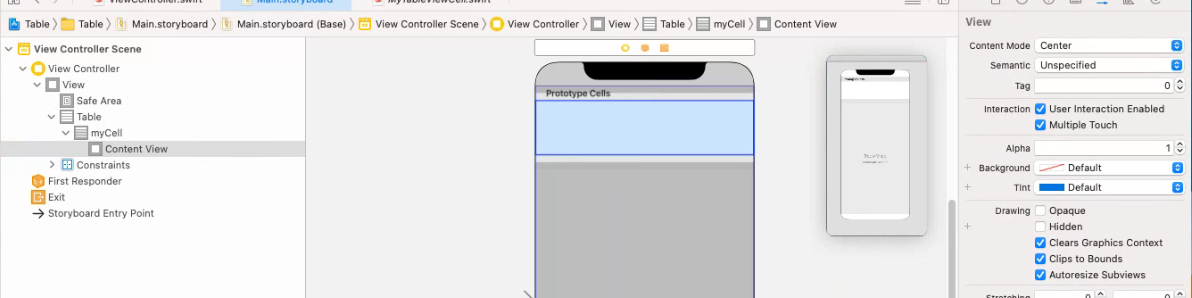 ViewController.swift
Main.storyboard
MyTableViewCell.swift
Table
Table
Main.storyboard
Main.storyboard (Base)
View Controller Scene
View Controller
View
Table
myCell
Content View
View Controller Scene
View Controller
View
Safe Area
Table
myCell
Content View
Constraints
First Responder
Exit
Storyboard Entry Point
Prototype Cells
View
Content Mode Center
Semantic Unspecified
Tag 0
Interaction User Interaction Enabled
Multiple Touch
Alpha 1
Background Default
Tint Default
Drawing Opaque
Hidden
Clears Graphics Context
Clips to Bounds
Autoresize Subviews
Stretching 0 0